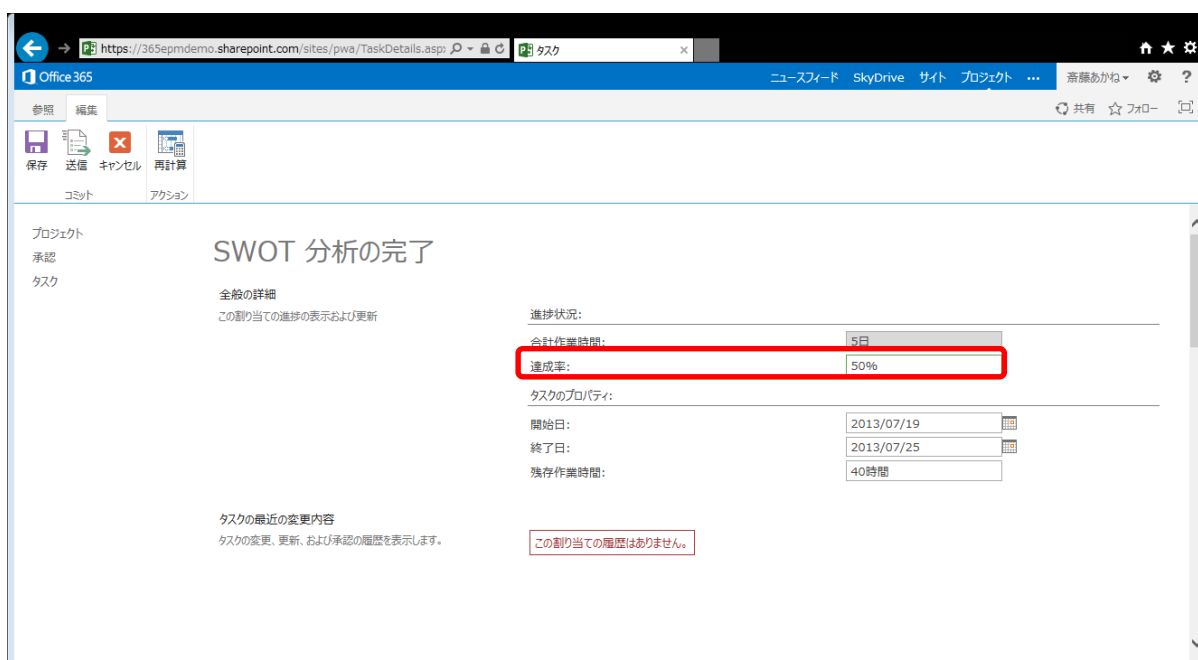 https://365epmdemo.sharepoint.com/sites/pwa/TaskDetails.asp タスク
Office 365 ニュースフィード SkyDrive サイト プロジェクト ... 斎藤あかね ?
参照 編集 共有 フォロー
保存 送信 キャンセル 再計算
コミット アクション
プロジェクト
承認
タスク
SWOT 分析の完了
全般の詳細
この割り当ての進捗の表示および更新
進捗状況:
合計作業時間: 5日
達成率: 50%
タスクのプロパティ:
開始日: 2013/07/19
終了日: 2013/07/25
残存作業時間: 40時間
タスクの最近の変更内容
タスクの変更、更新、および承認の履歴を表示します。
この割り当ての履歴はありません。